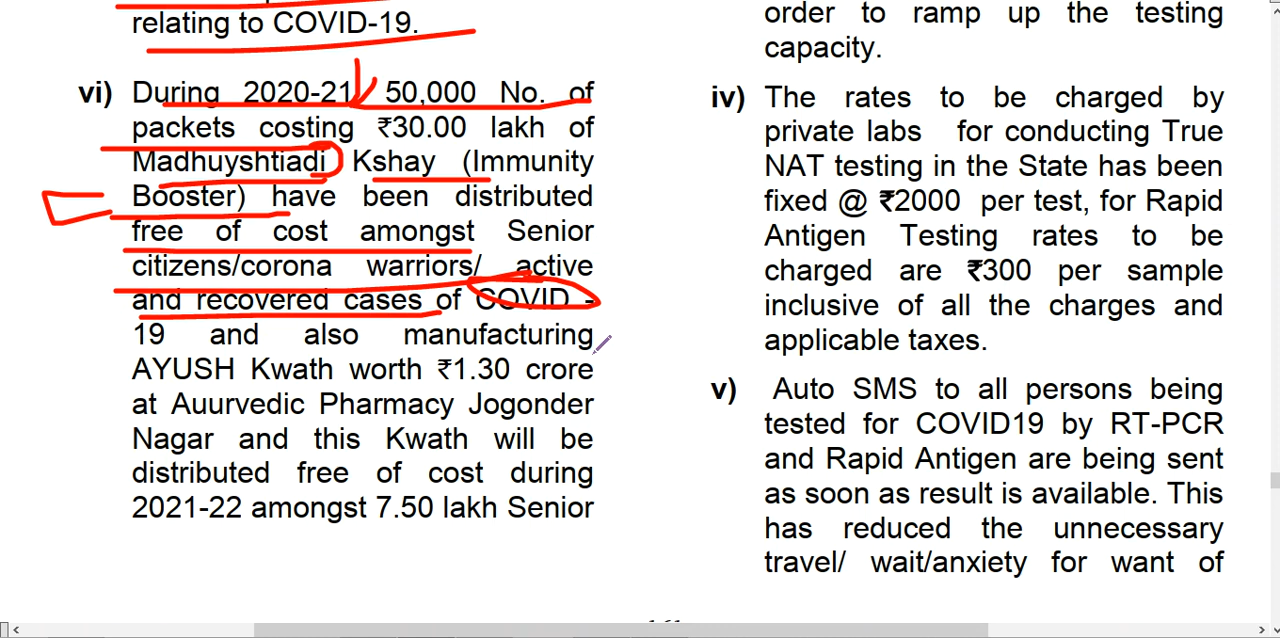 relating to COVID-19.
vi) During 2020-21 50,000 No. of
packets costing ₹30.00 lakh of
Madhuyshtiadi Kshay (Immunity
Booster) have been distributed
free of cost amongst Senior
citizens/corona warriors/ active
and recovered cases of COVID -
19 and also manufacturing
AYUSH Kwath worth ₹1.30 crore
at Auurvedic Pharmacy Jogonder
Nagar and this Kwath will be
distributed free of cost during
2021-22 amongst 7.50 lakh Senior
order to ramp up the testing
capacity.
iv) The rates to be charged by
private labs for conducting True
NAT testing in the State has been
fixed @ ₹2000 per test, for Rapid
Antigen Testing rates to be
charged are ₹300 per sample
inclusive of all the charges and
applicable taxes.
v) Auto SMS to all persons being
tested for COVID19 by RT-PCR
and Rapid Antigen are being sent
as soon as result is available. This
has reduced the unnecessary
travel/ wait/anxiety for want of